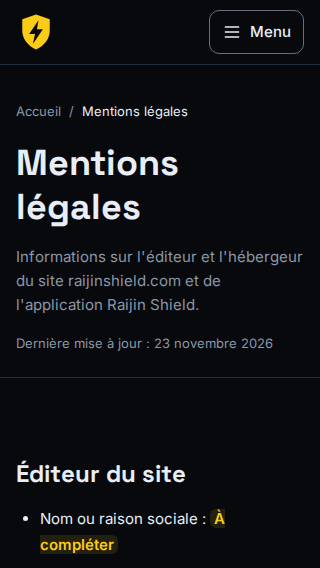 Menu
Accueil / Mentions légales
Mentions
légales
Informations sur l'éditeur et l'hébergeur
du site raijinshield.com et de
l'application Raijin Shield.
Dernière mise à jour : 23 novembre 2026
Éditeur du site
• Nom ou raison sociale : À
compléter